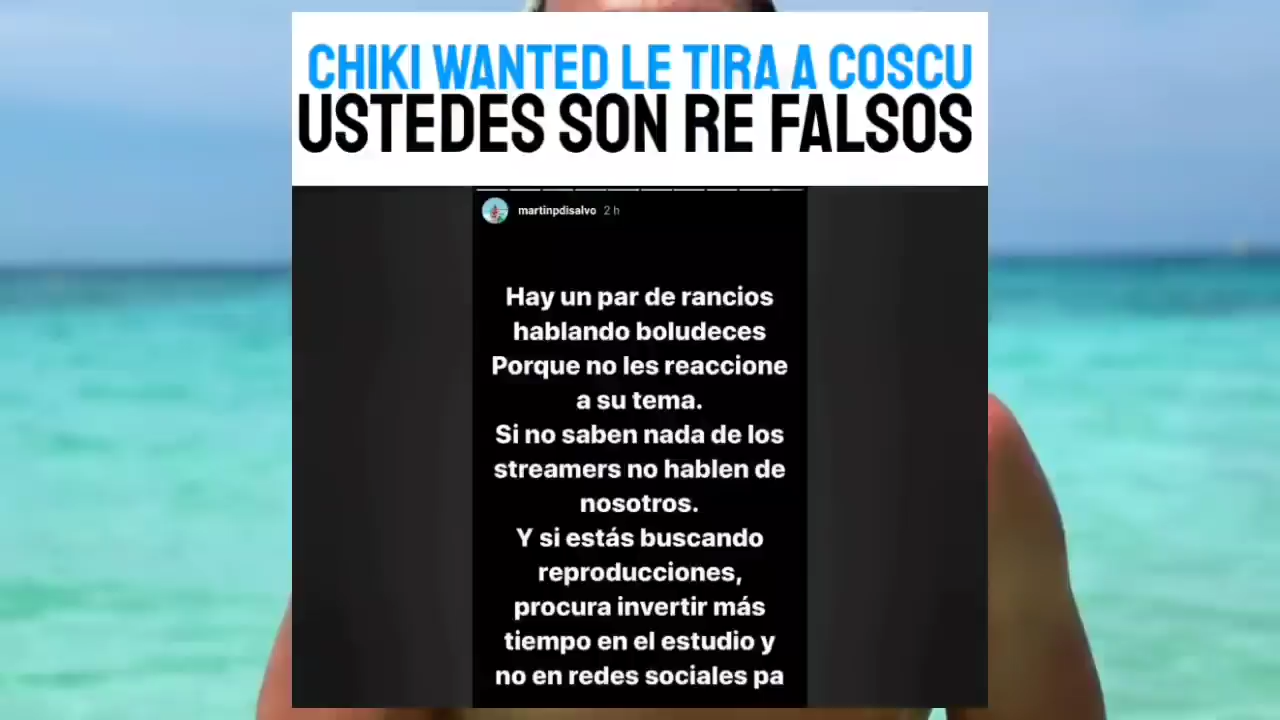 CHIKI WANTED LE TIRA A COSCU
USTEDES SON RE FALSOS
martinpdisalvo 2 h
Hay un par de rancios
hablando boludeces
Porque no les reaccione
a su tema.
Si no saben nada de los
streamers no hablen de
nosotros.
Y si estás buscando
reproducciones,
procura invertir más
tiempo en el estudio y
no en redes sociales pa